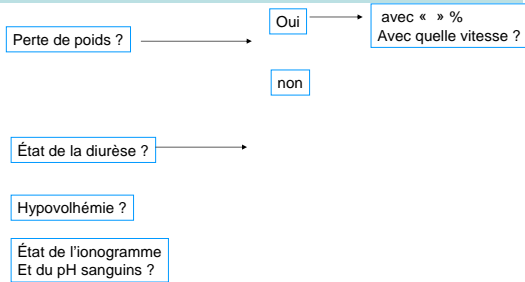 Perte de poids ?
Oui
avec « » %
Avec quelle vitesse ?
non
État de la diurèse ?
Hypovolhémie ?
État de l'ionogramme
Et du pH sanguins ?